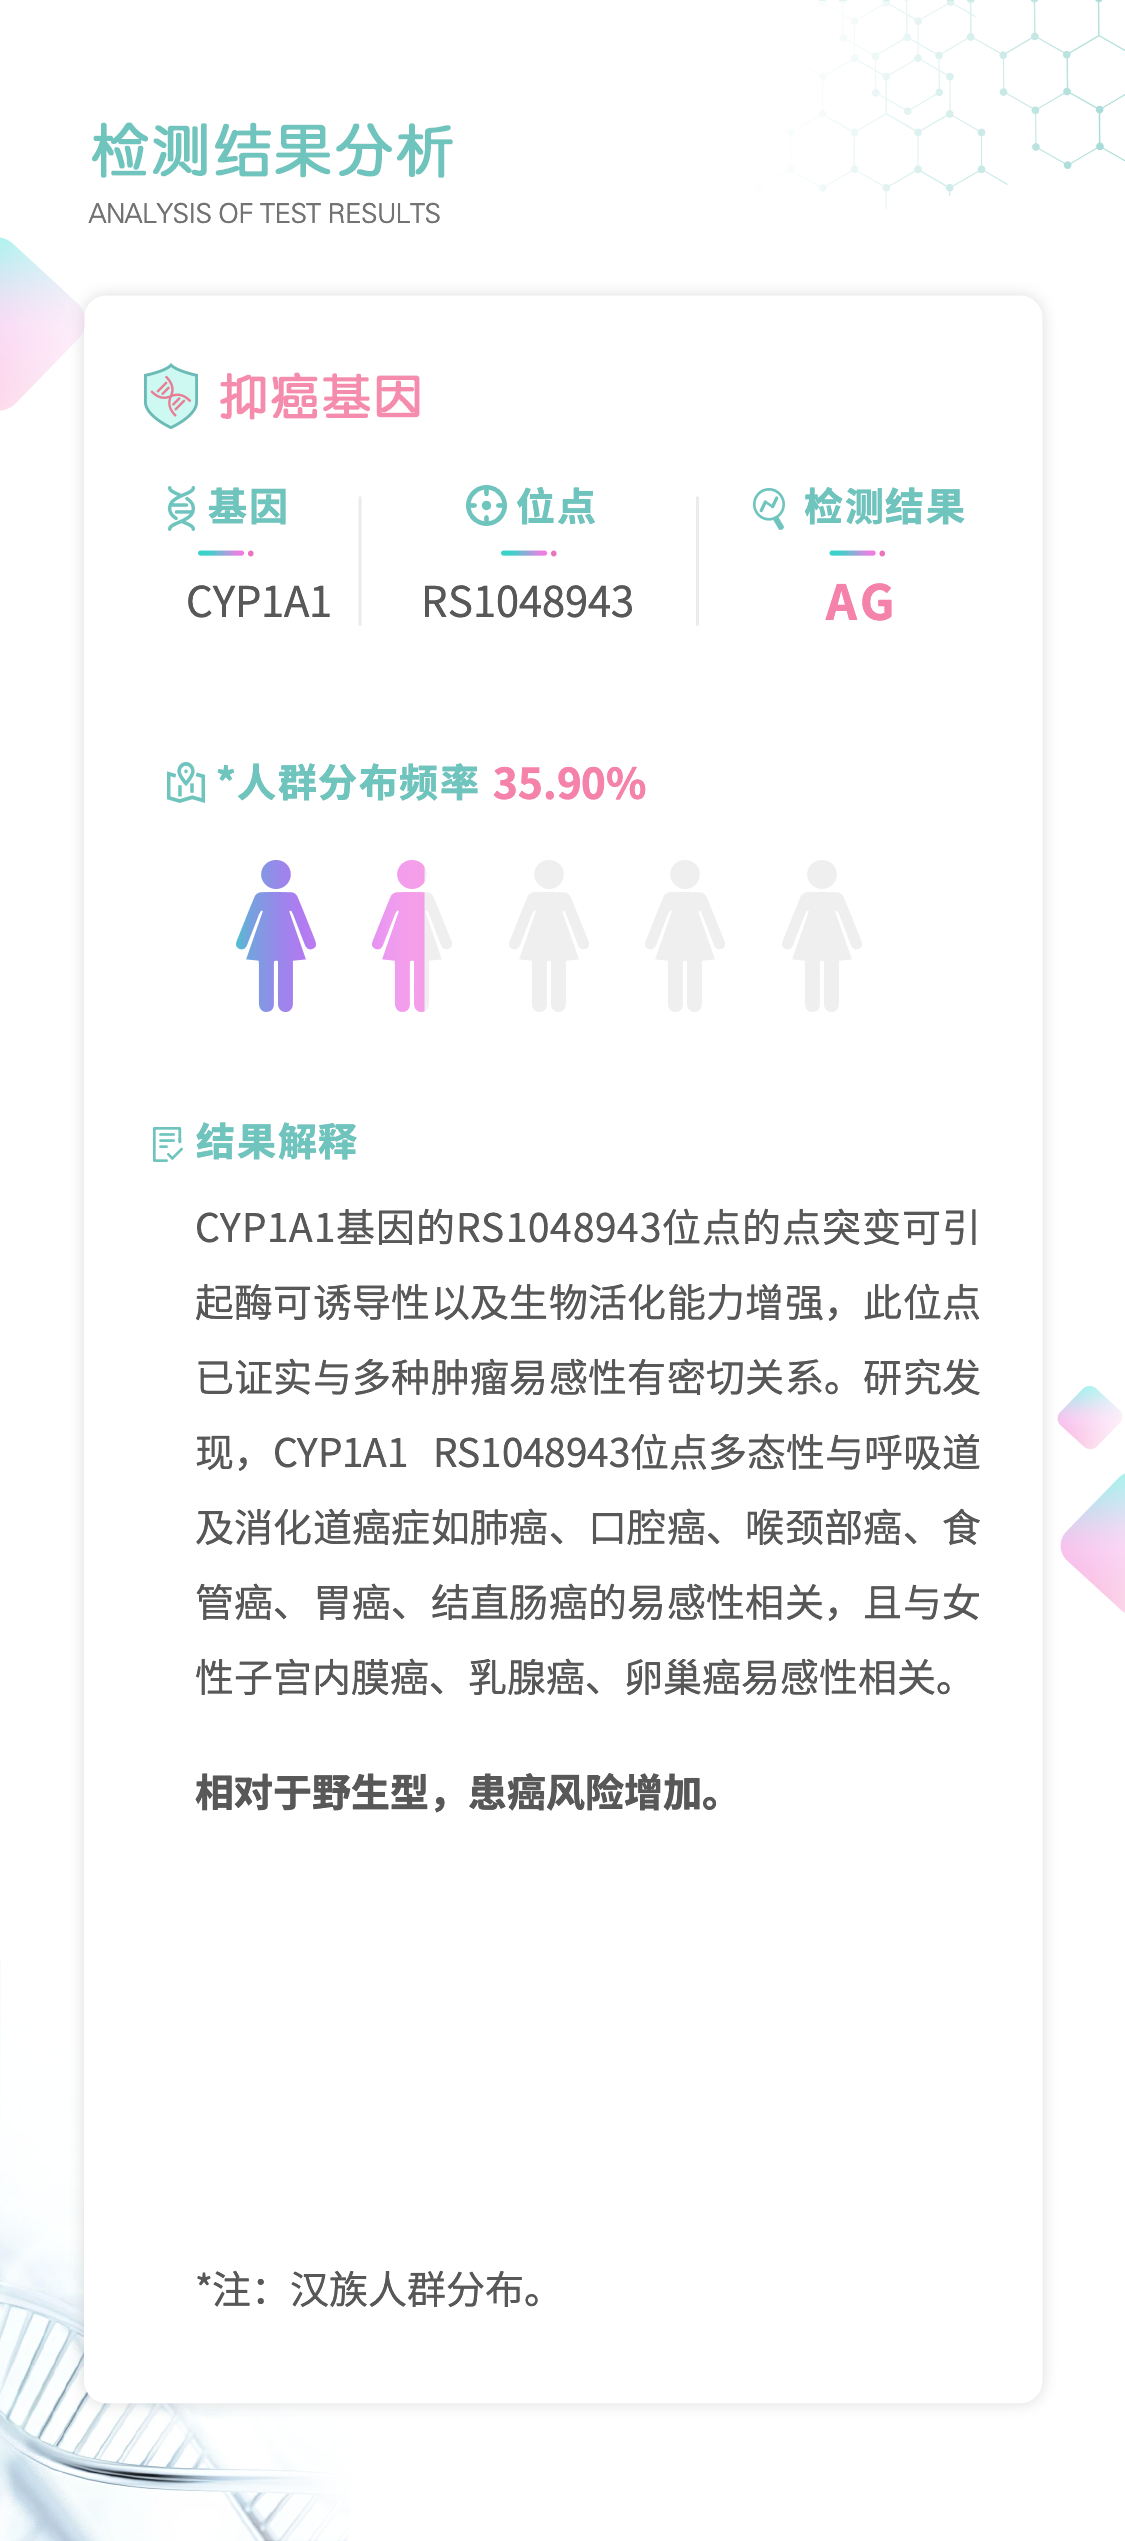 检测结果分析
ANALYSIS OF TEST RESULTS
抑癌基因
基因 位点 检测结果
CYP1A1 RS1048943 AG
*人群分布频率 35.90%
结果解释
CYP1A1基因的RS1048943位点的点突变可引
起酶可诱导性以及生物活化能力增强，此位点
已证实与多种肿瘤易感性有密切关系。研究发
现，CYP1A1 RS1048943位点多态性与呼吸道
及消化道癌症如肺癌、口腔癌、喉颈部癌、食
管癌、胃癌、结直肠癌的易感性相关，且与女
性子宫内膜癌、乳腺癌、卵巢癌易感性相关。
相对于野生型，患癌风险增加。
*注：汉族人群分布。